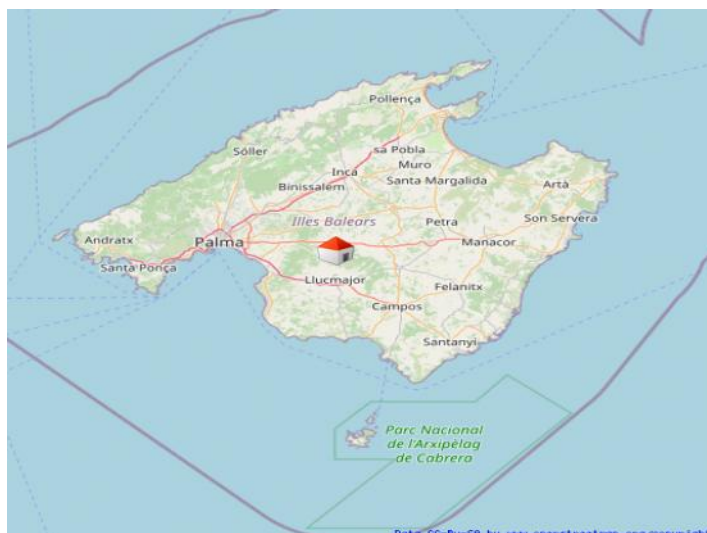 Pollença
sa Pobla
Sóller
Inca
Muro
Binissalem
Santa Margalida
Artà
Illes Balears
Petra
Son Servera
Andratx
Palma
Manacor
Santa Ponça
Llucmajor
Felanitx
Campos
Santanyí
Parc Nacional
de l'Arxipèlag
de Cabrera